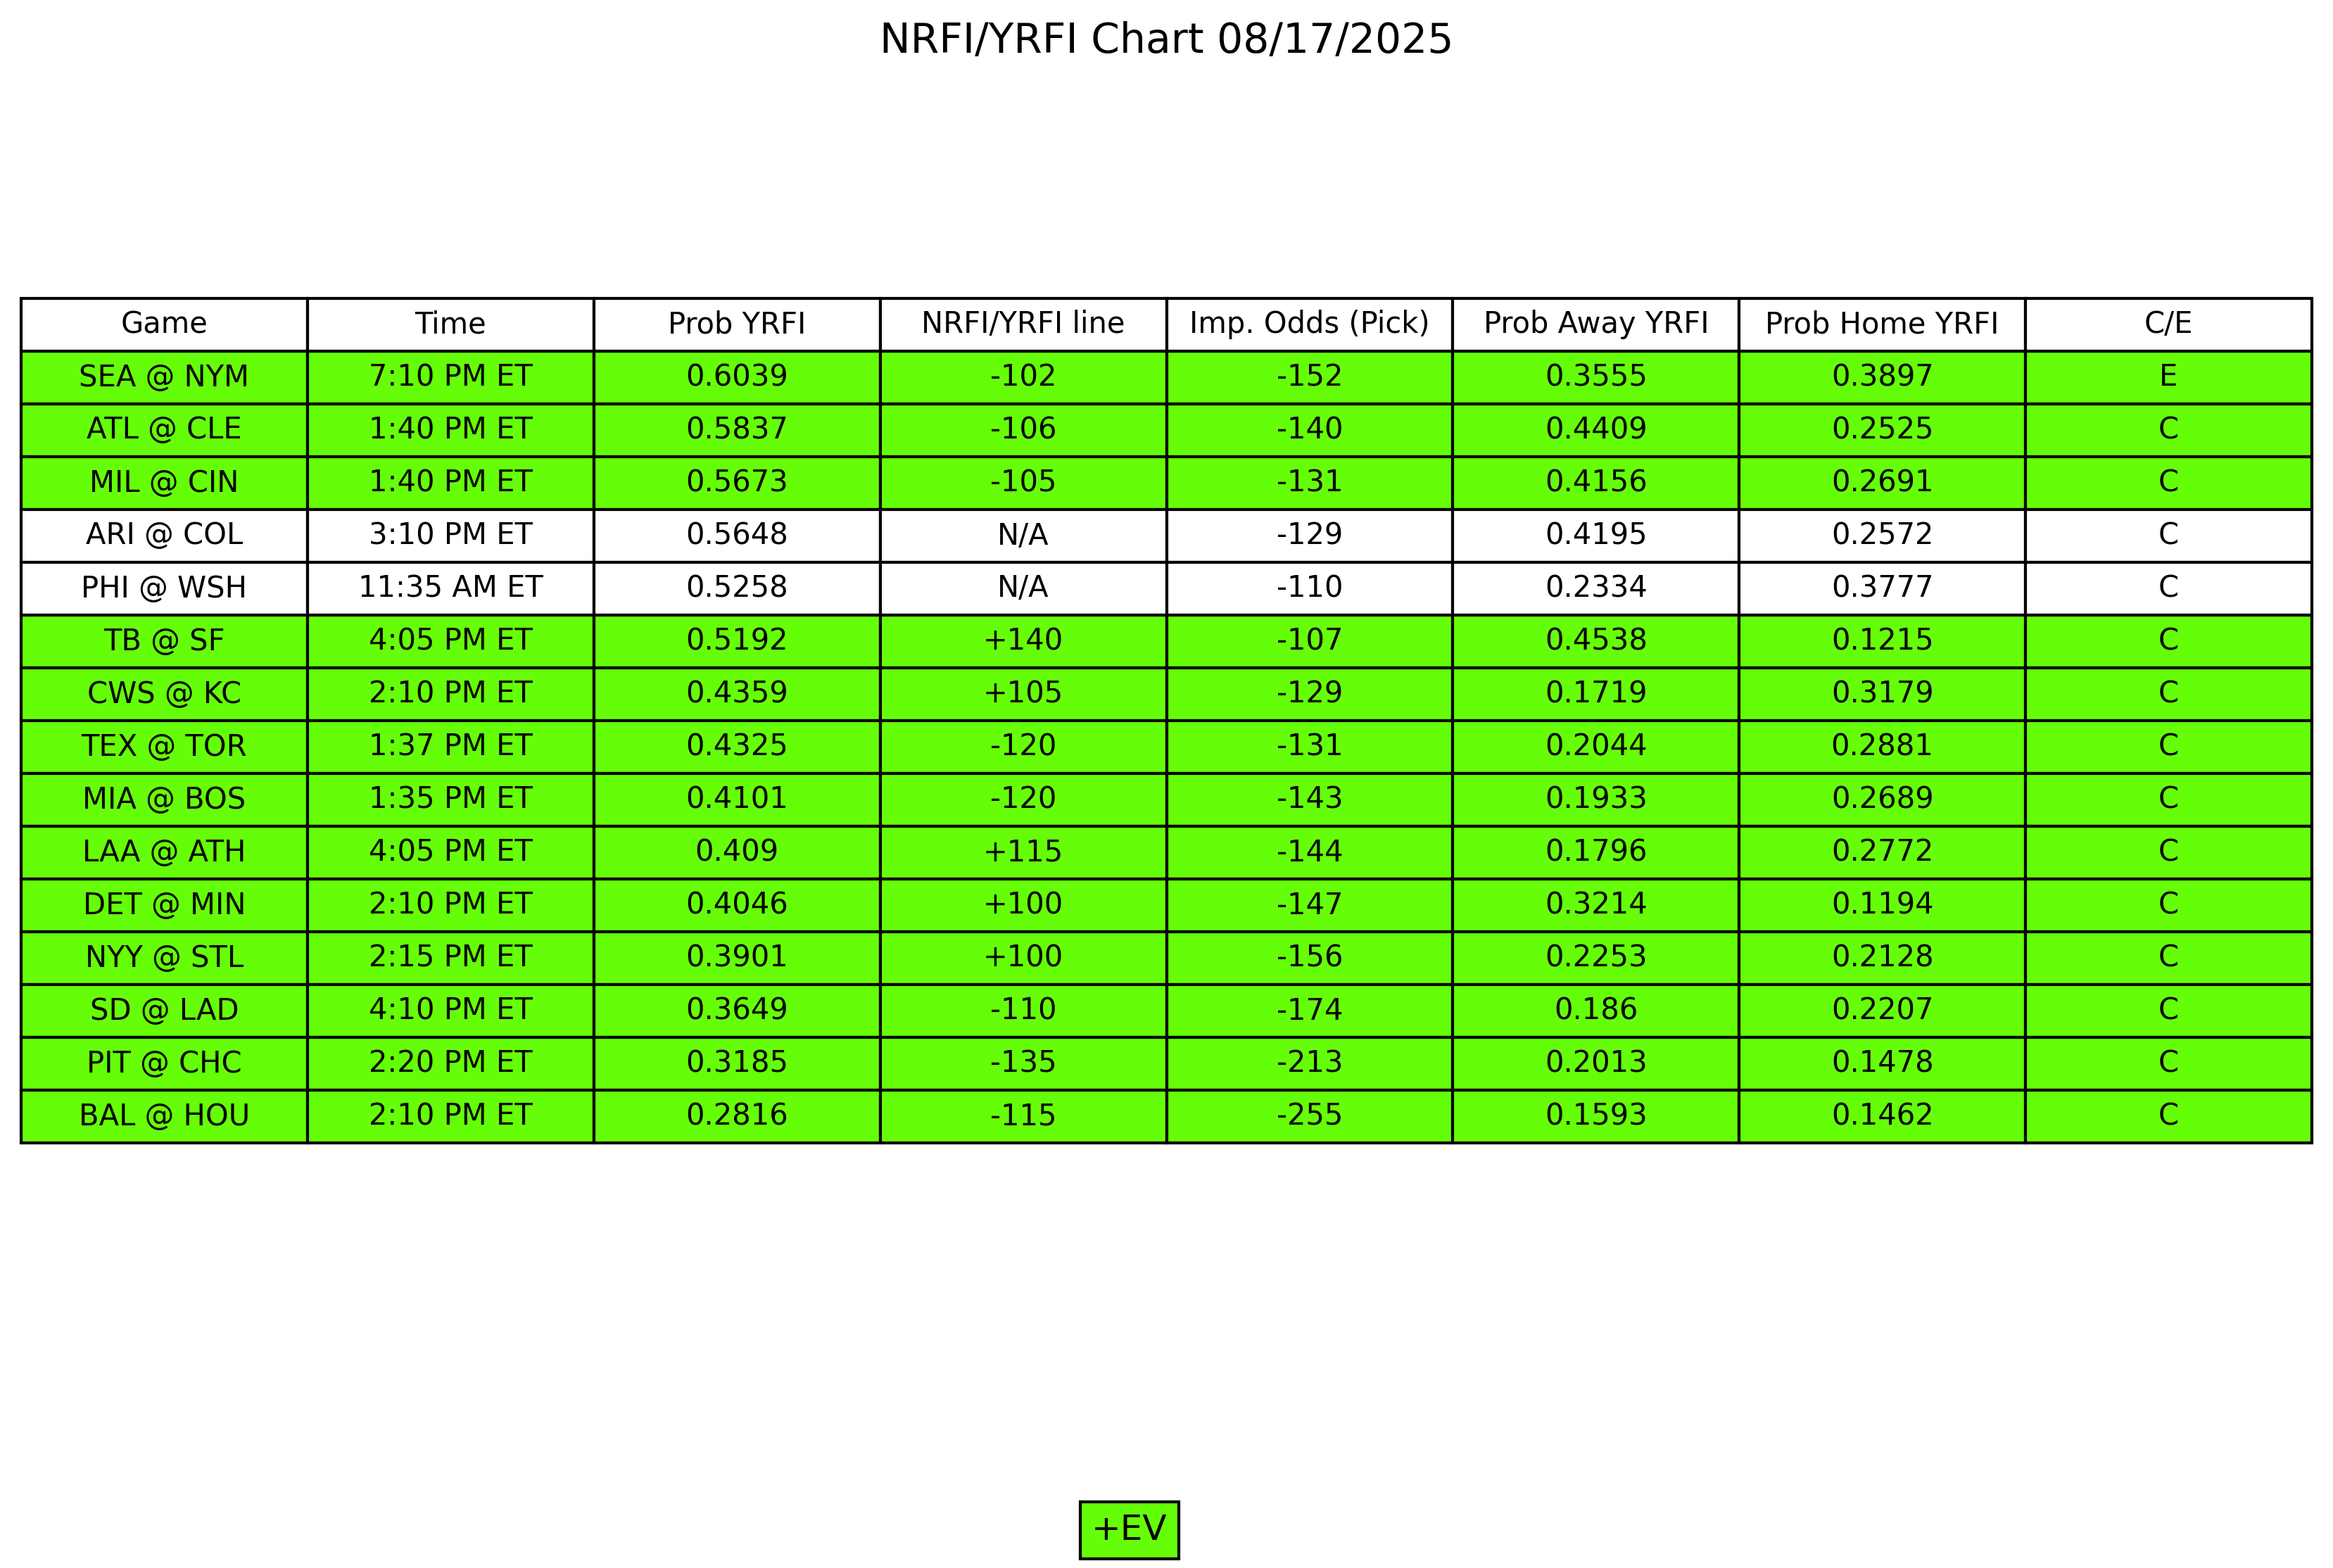 NRFI/YRFI Chart 08/17/2025
Game Time Prob YRFI NRFI/YRFI line Imp. Odds (Pick) Prob Away YRFI Prob Home YRFI C/E
SEA @ NYM 7:10 PM ET 0.6039 -102 -152 0.3555 0.3897 E
ATL @ CLE 1:40 PM ET 0.5837 -106 -140 0.4409 0.2525 C
MIL @ CIN 1:40 PM ET 0.5673 -105 -131 0.4156 0.2691 C
ARI @ COL 3:10 PM ET 0.5648 N/A -129 0.4195 0.2572 C
PHI @ WSH 11:35 AM ET 0.5258 N/A -110 0.2334 0.3777 C
TB @ SF 4:05 PM ET 0.5192 +140 -107 0.4538 0.1215 C
CWS @ KC 2:10 PM ET 0.4359 +105 -129 0.1719 0.3179 C
TEX @ TOR 1:37 PM ET 0.4325 -120 -131 0.2044 0.2881 C
MIA @ BOS 1:35 PM ET 0.4101 -120 -143 0.1933 0.2689 C
LAA @ ATH 4:05 PM ET 0.409 +115 -144 0.1796 0.2772 C
DET @ MIN 2:10 PM ET 0.4046 +100 -147 0.3214 0.1194 C
NYY @ STL 2:15 PM ET 0.3901 +100 -156 0.2253 0.2128 C
SD @ LAD 4:10 PM ET 0.3649 -110 -174 0.186 0.2207 C
PIT @ CHC 2:20 PM ET 0.3185 -135 -213 0.2013 0.1478 C
BAL @ HOU 2:10 PM ET 0.2816 -115 -255 0.1593 0.1462 C
+EV